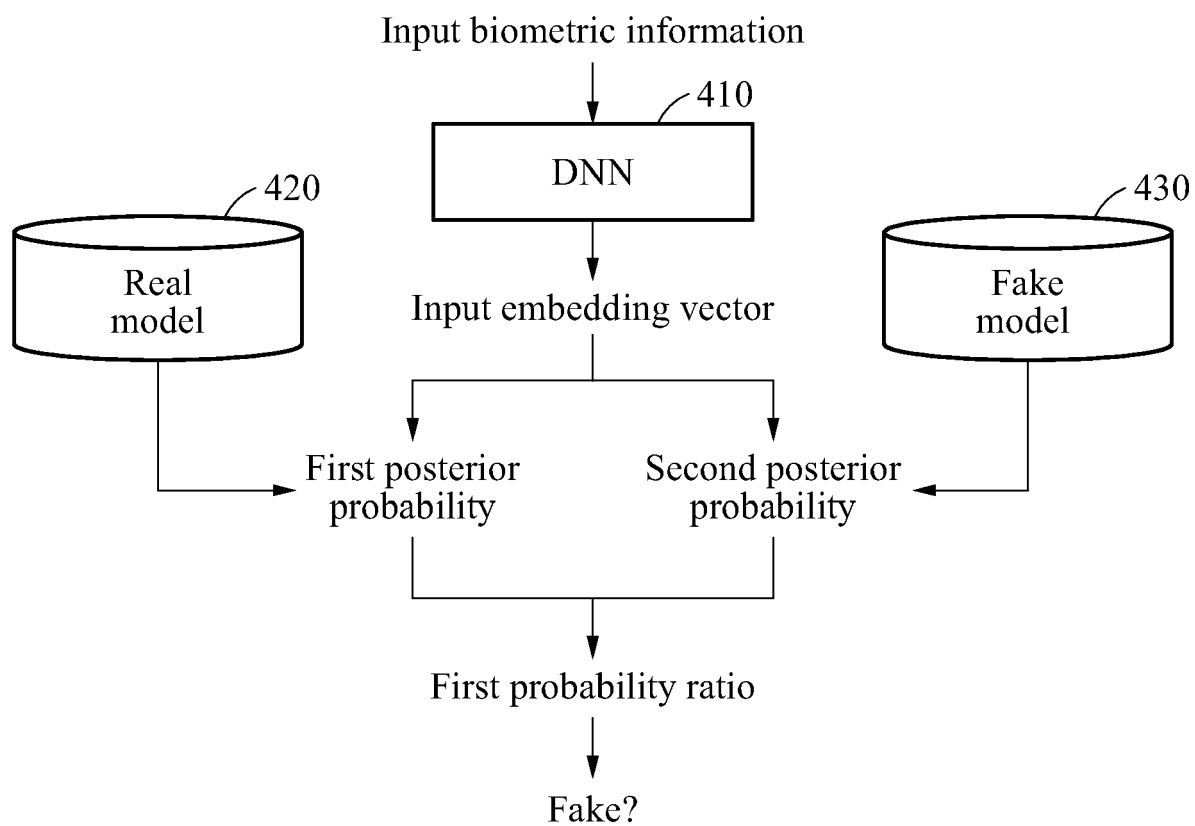 Input biometric information
410
DNN
420
Real
model
430
Fake
model
Input embedding vector
First posterior
probability
Second posterior
probability
First probability ratio
Fake?